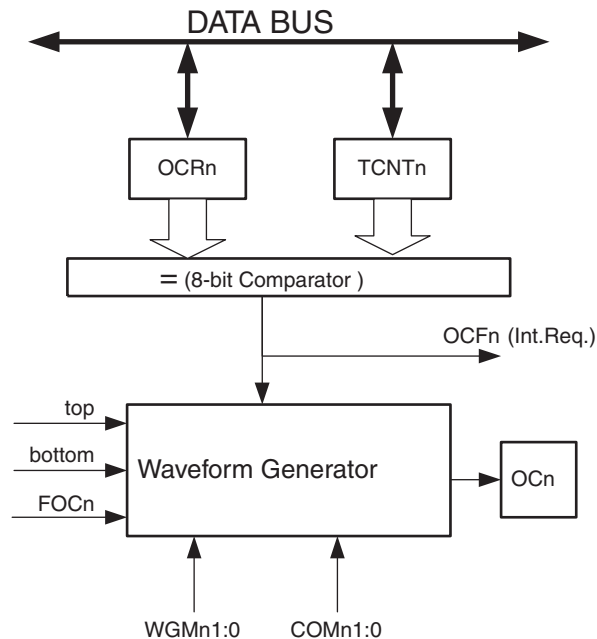 DATA BUS
OCRn
TCNTn
= (8-bit Comparator )
OCFn (Int.Req.)
top
bottom
FOCn
Waveform Generator
OCn
WGMn1:0
COMn1:0